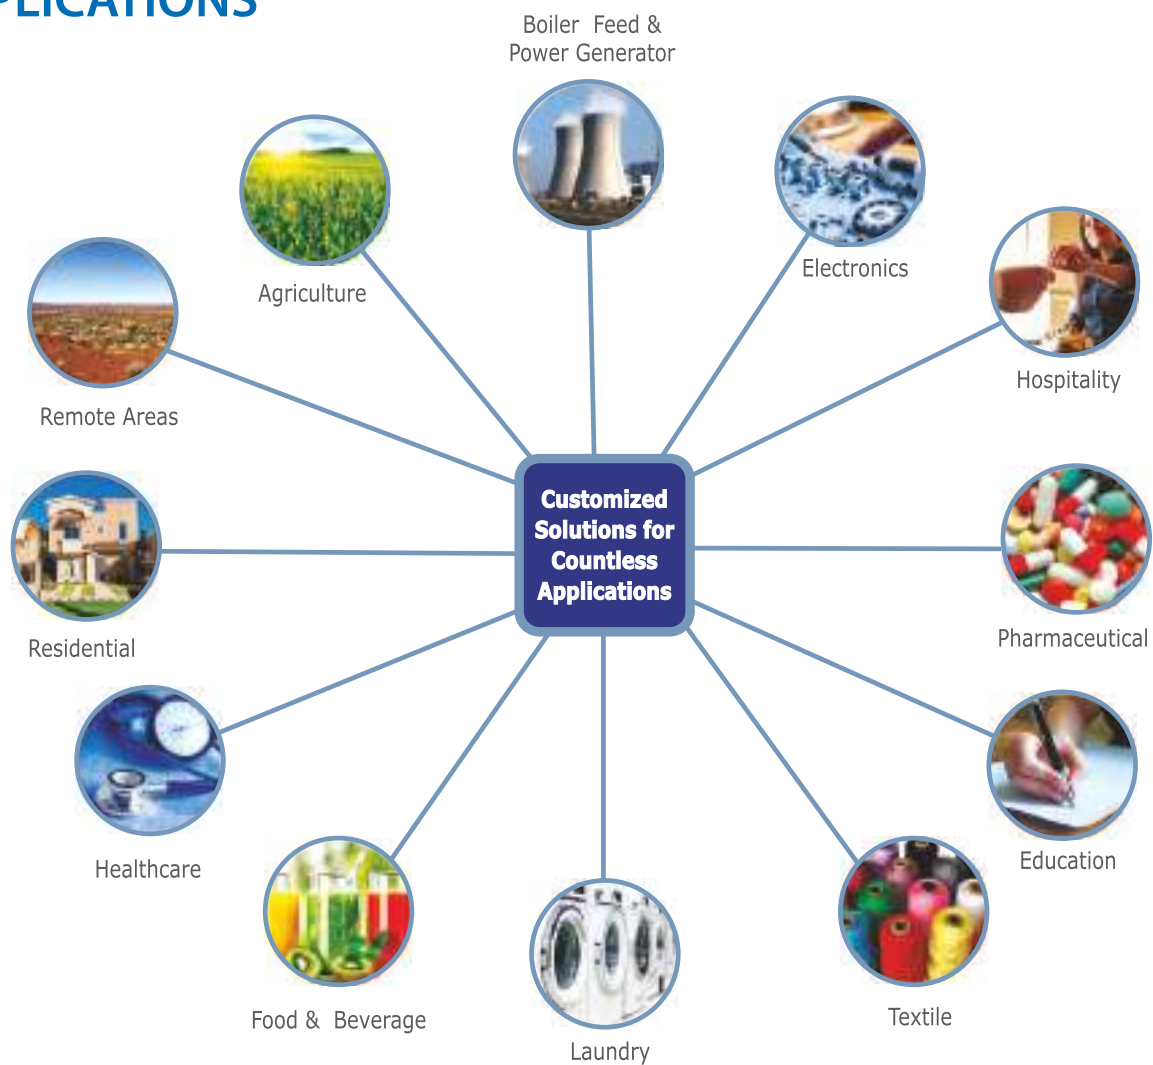 PLICATIONS
Boiler Feed &
Power Generator
Electronics
Agriculture
Hospitality
Remote Areas
Customized
Solutions for
Countless
Applications
Pharmaceutical
Residential
Education
Healthcare
Textile
Food & Beverage
Laundry